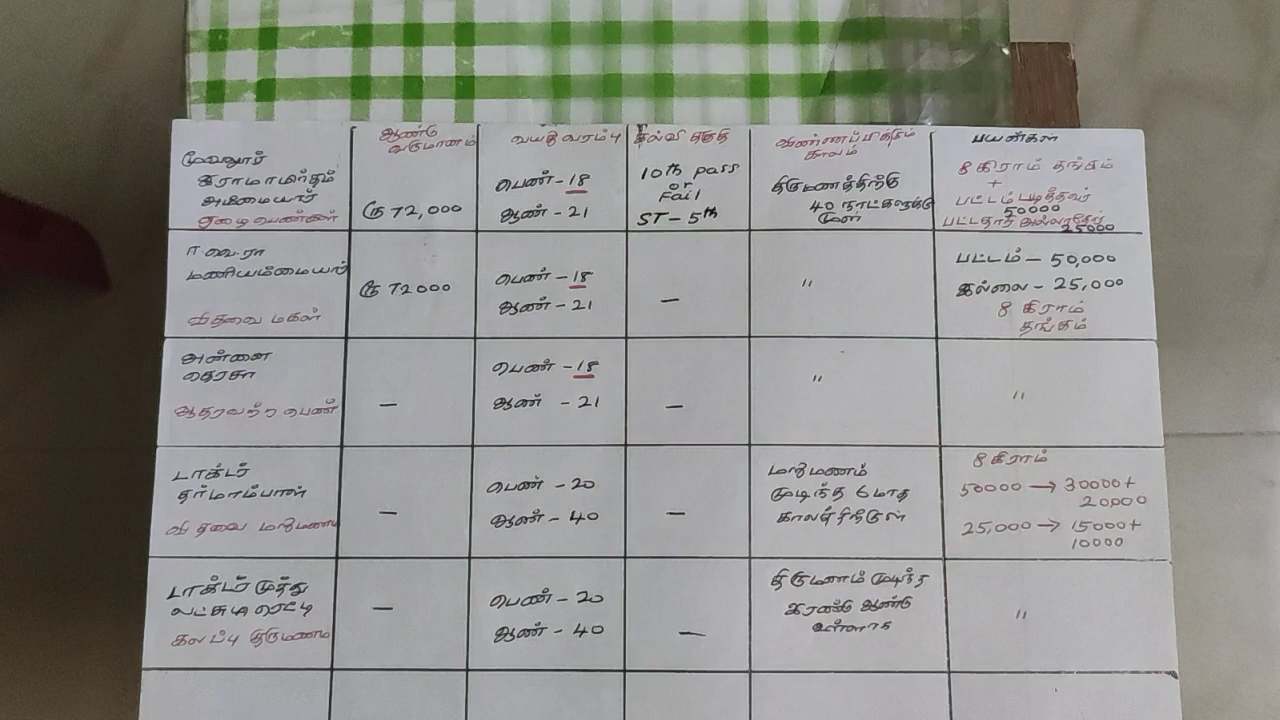 ஆண்டு
வருமானம்
வயது வரம்பு
கல்வி தகுதி
விண்ணப்பிக்கும்
காலம்
பயன்கள்
மூவலூர்
இராமாமிர்தம்
அம்மையார்
ஏழை பெண்கள்
ரூ 72,000
பெண் - 18
ஆண் - 21
10th pass
or
Fail
ST - 5th
திருமணத்திற்கு
40 நாட்களுக்கு
முன்
8 கிராம் தங்கம்
+
பட்டம் படித்தவர்
50000
பட்டதாரி அல்லாதோர்
25000
ஈ.வெ.ரா
மணியம்மையார்
விதவை மகள்
ரூ 72000
பெண் - 18
ஆண் - 21
-
"
பட்டம் - 50,000
இல்லை - 25,000
8 கிராம்
தங்கம்
அன்னை
தெரசா
ஆதரவற்ற பெண்
-
பெண் - 18
ஆண் - 21
-
"
"
டாக்டர்
தர்மாம்பாள்
விதவை மறுமணம்
-
பெண் - 20
ஆண் - 40
-
மறுமணம்
முடிந்த 6 மாத
காலத்திற்குள்
8 கிராம்
50000 → 30000+
20000
25,000 → 15000+
10000
டாக்டர் முத்து
லட்சுமி ரெட்டி
கலப்பு திருமணம்
-
பெண் - 20
ஆண் - 40
-
திருமணம் முடிந்த
இரண்டு ஆண்டு
உள்ளாக
"